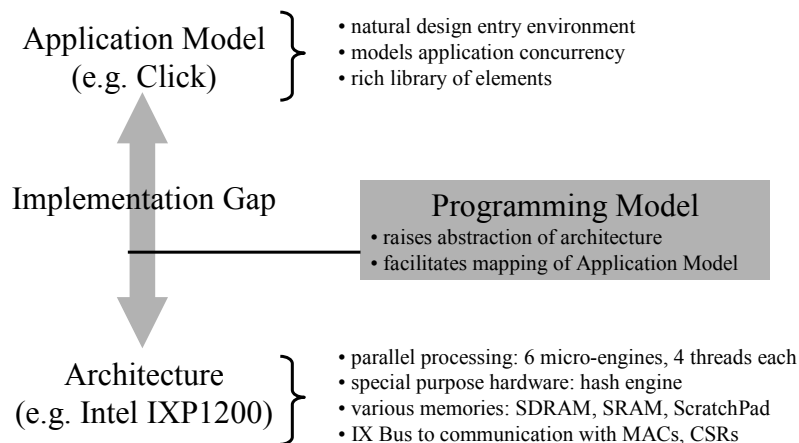 Application Model
(e.g. Click)
• natural design entry environment
• models application concurrency
• rich library of elements
Implementation Gap
Programming Model
• raises abstraction of architecture
• facilitates mapping of Application Model
Architecture
(e.g. Intel IXP1200)
• parallel processing: 6 micro-engines, 4 threads each
• special purpose hardware: hash engine
• various memories: SDRAM, SRAM, ScratchPad
• IX Bus to communication with MACs, CSRs